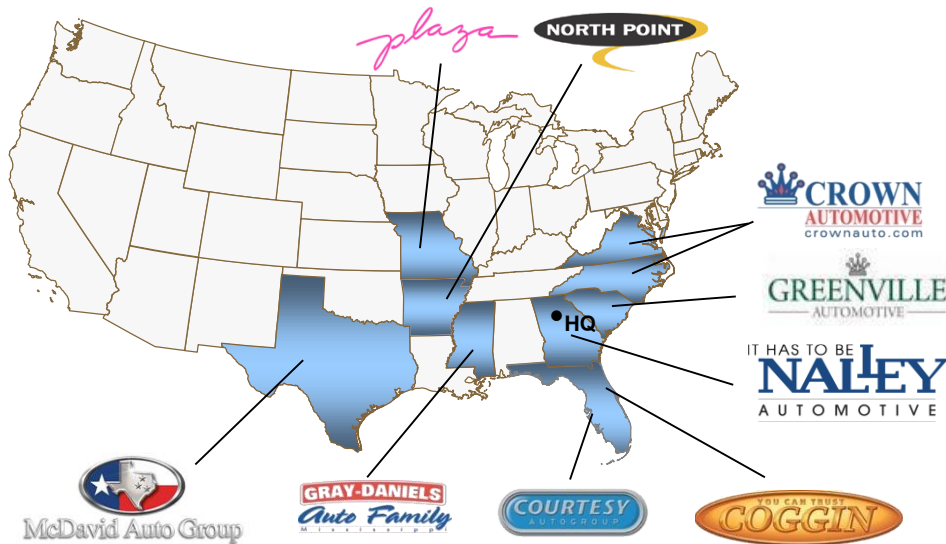 plaza
NORTH POINT
CROWN
AUTOMOTIVE
crownauto.com
GREENVILLE
AUTOMOTIVE
HQ
IT HAS TO BE
NALLEY
AUTOMOTIVE
McDavid Auto Group
GRAY-DANIELS
Auto Family
Mississippi
COURTESY
AUTOGROUP
YOU CAN TRUST
COGGIN